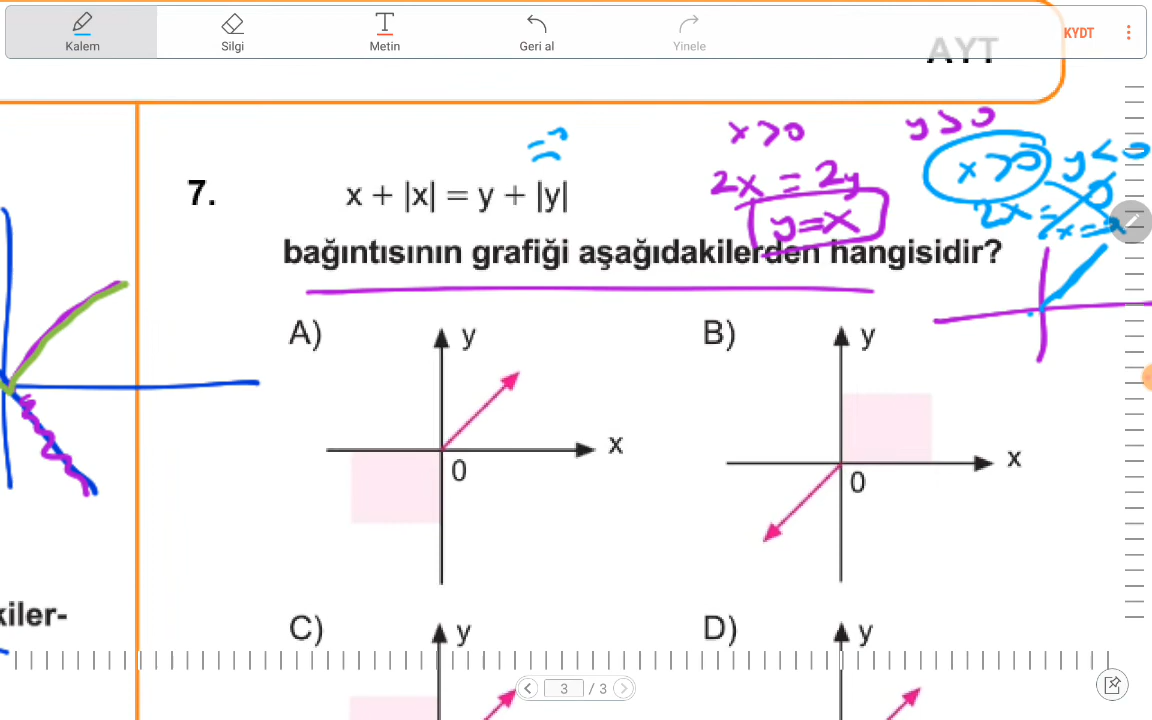 Kalem Silgi Metin Geri al Yinele
KYDT
AYT
x > 0 y > 0
x > 0 y < 0
7. x + |x| = y + |y|
2x = 2y
y = x
2x =
bağıntısının grafiği aşağıdakilerden hangisidir?
A) y
x
0
B) y
x
0
kiler-
C) y
D) y
3 / 3